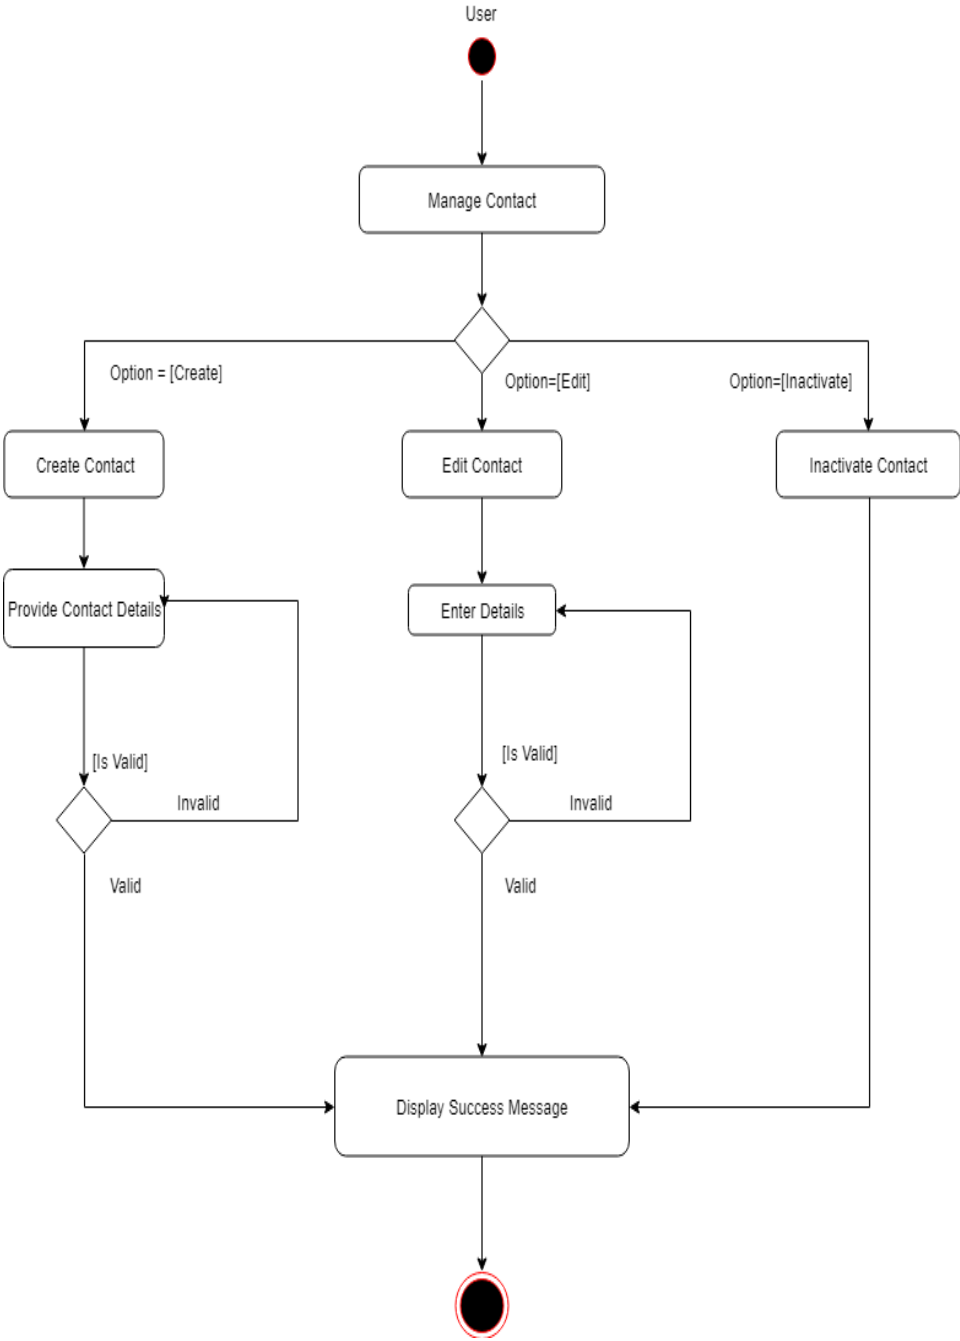 User
Manage Contact
Option = [Create]
Option=[Edit]
Option=[Inactivate]
Create Contact
Edit Contact
Inactivate Contact
Provide Contact Details
Enter Details
[Is Valid]
[Is Valid]
Invalid
Invalid
Valid
Valid
Display Success Message